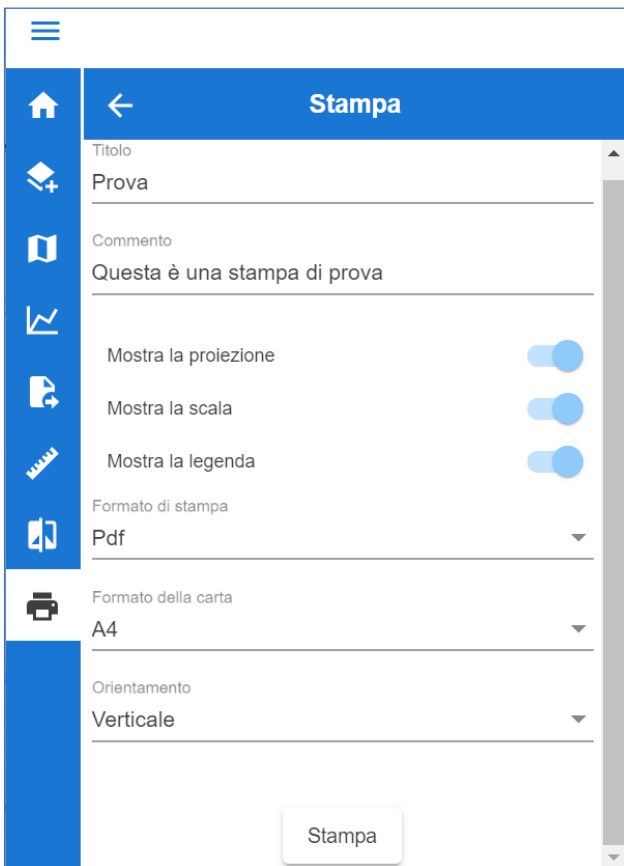 Stampa
Titolo
Prova
Commento
Questa è una stampa di prova
Mostra la proiezione
Mostra la scala
Mostra la legenda
Formato di stampa
Pdf
Formato della carta
A4
Orientamento
Verticale
Stampa